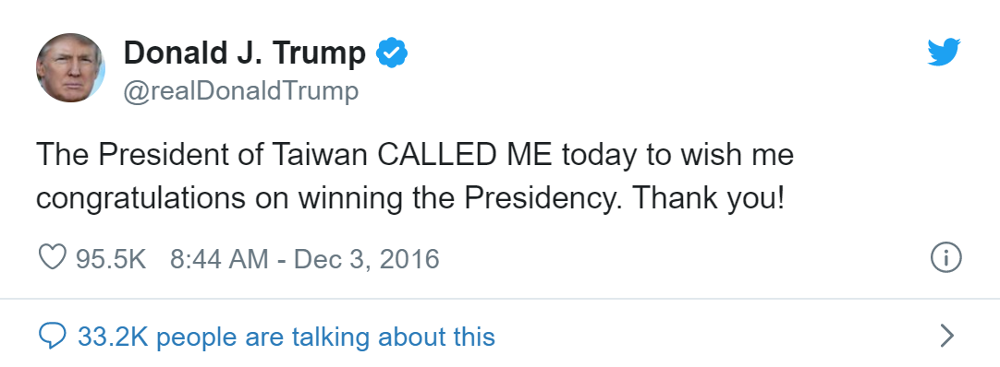 Donald J. Trump
@realDonaldTrump
The President of Taiwan CALLED ME today to wish me
congratulations on winning the Presidency. Thank you!
95.5K 8:44 AM - Dec 3, 2016
33.2K people are talking about this